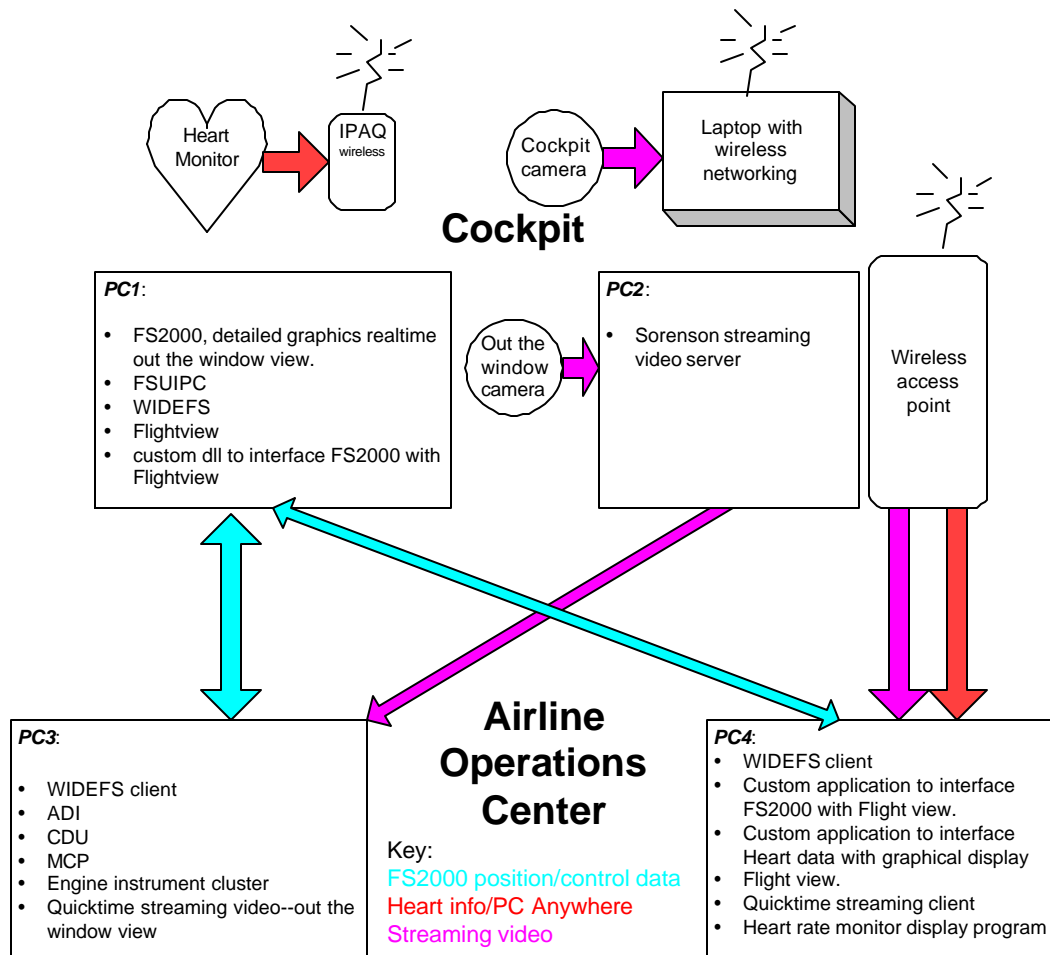 Heart
Monitor
IPAQ
wireless
Cockpit
camera
Laptop with
wireless
networking
Cockpit
PC1:
• FS2000, detailed graphics realtime
out the window view.
• FSUIPC
• WIDEFS
• Flightview
• custom dll to interface FS2000 with
Flightview
Out the
window
camera
PC2:
• Sorenson streaming
video server
Wireless
access
point
PC3:
• WIDEFS client
• ADI
• CDU
• MCP
• Engine instrument cluster
• Quicktime streaming video--out the
window view
Airline
Operations
Center
Key:
FS2000 position/control data
Heart info/PC Anywhere
Streaming video
PC4:
• WIDEFS client
• Custom application to interface
FS2000 with Flight view.
• Custom application to interface
Heart data with graphical display
• Flight view.
• Quicktime streaming client
• Heart rate monitor display program